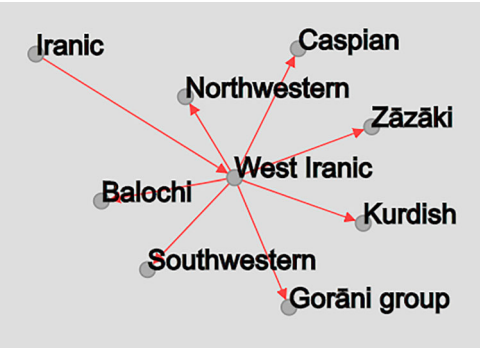 Iranic
Caspian
Northwestern
Zāzāki
West Iranic
Balochi
Kurdish
Southwestern
Gorāni group